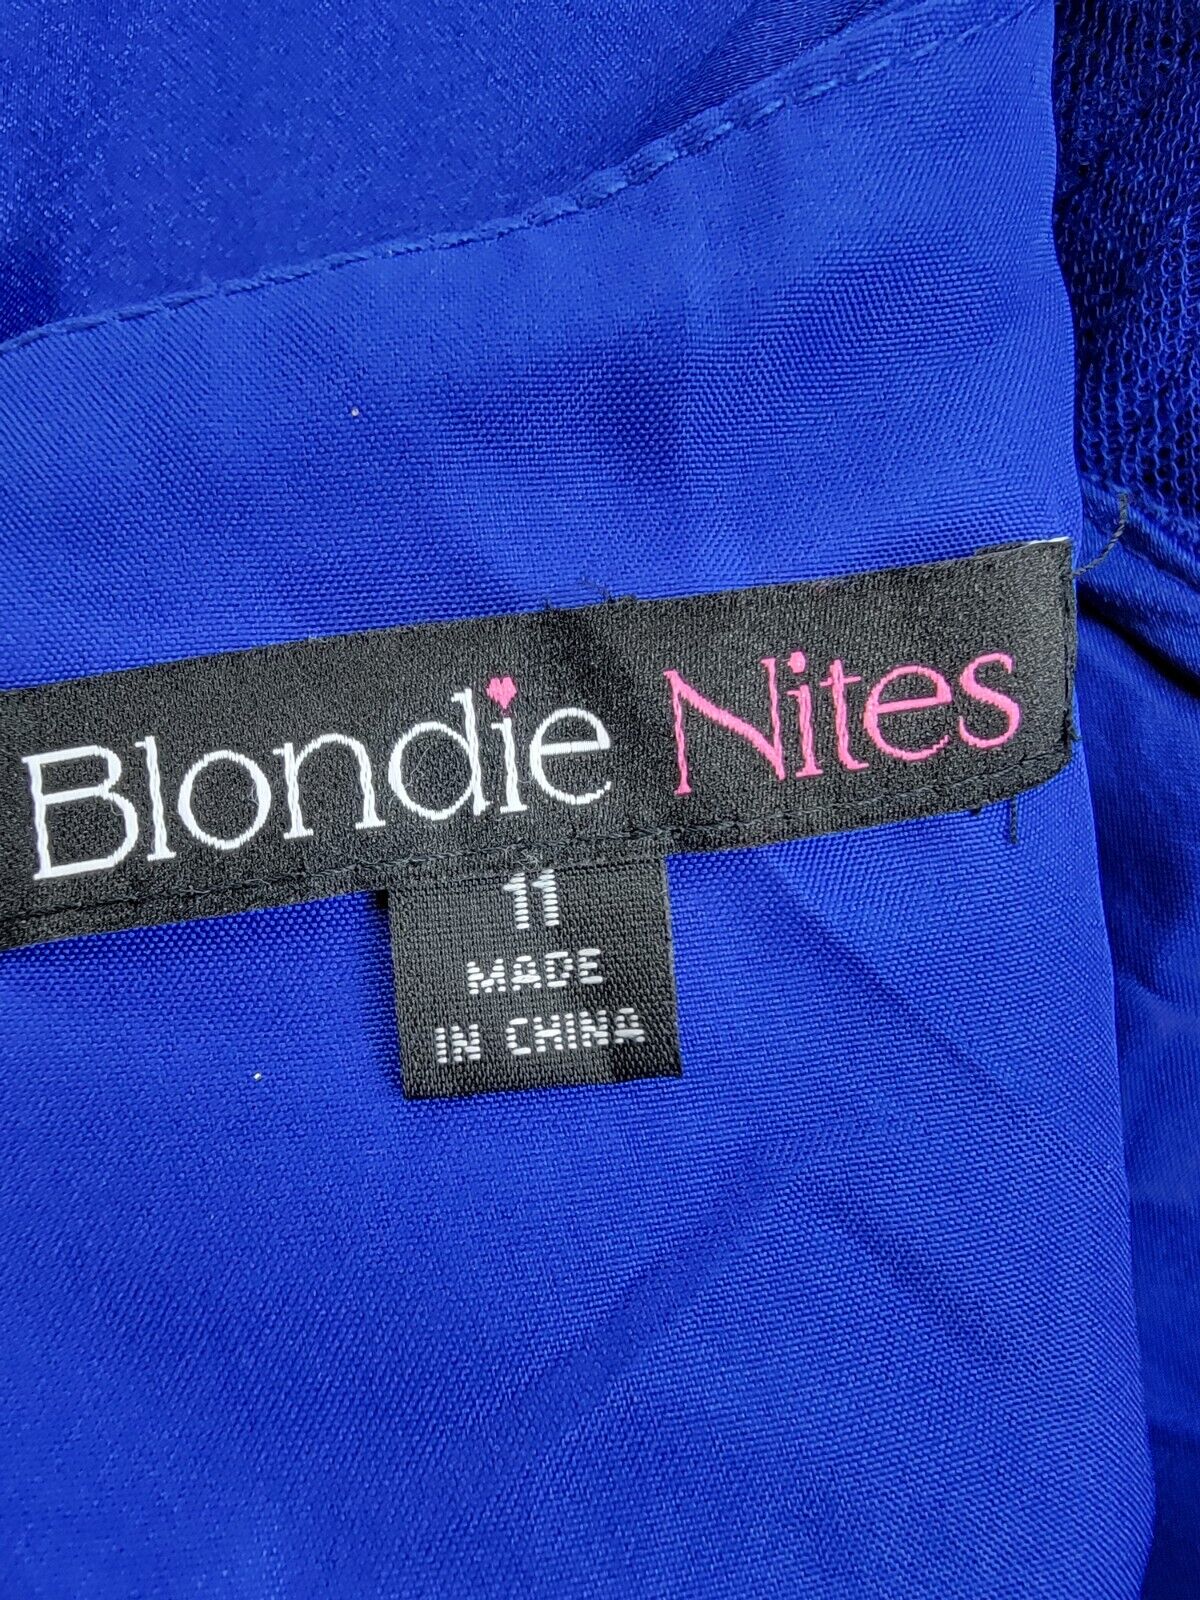 Blondie Nites
11
MADE
IN CHINA